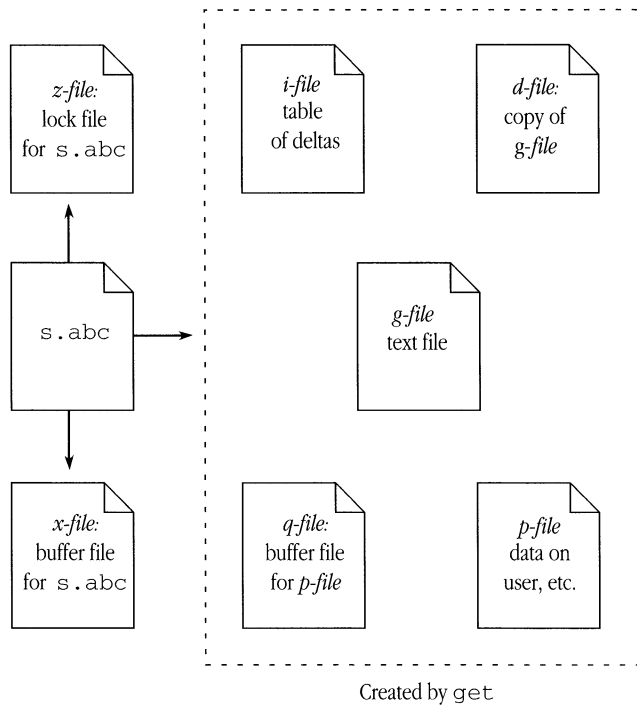 z-file:
lock file
for s.abc
i-file
table
of deltas
d-file:
copy of
g-file
s.abc
g-file
text file
x-file:
buffer file
for s.abc
q-file:
buffer file
for p-file
p-file
data on
user, etc.
Created by get